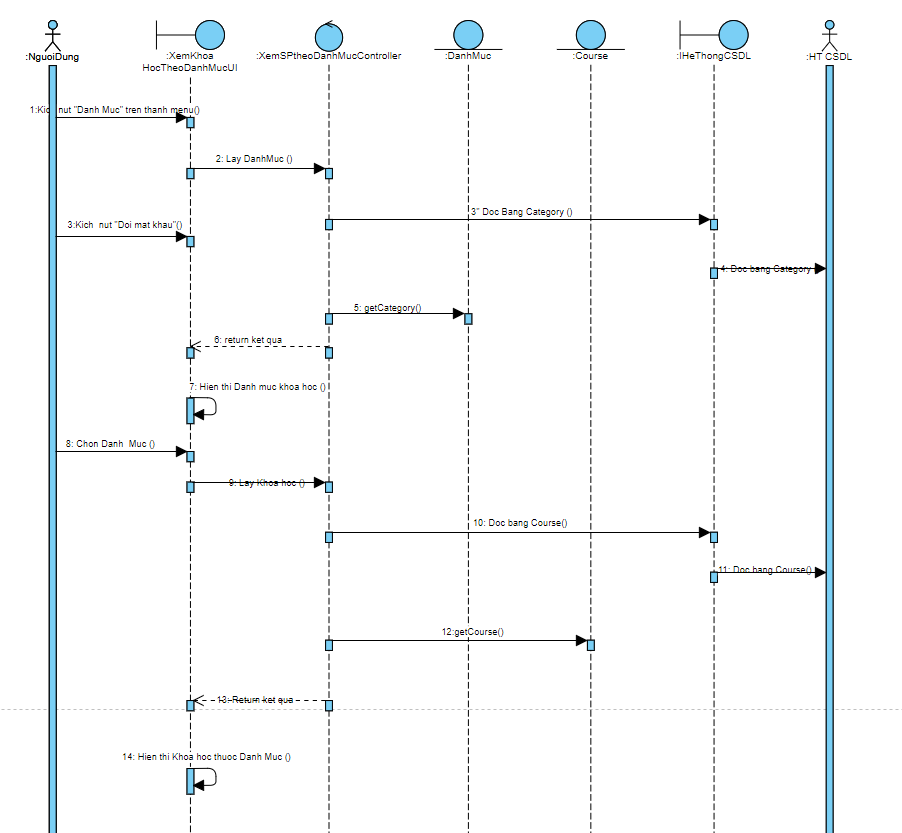 :NguoiDung
:XemKhoa
HocTheoDanhMucUI
:XemSPtheoDanhMucController
:DanhMuc
:Course
:IHeThongCSDL
:HT CSDL
1:Kich nut "Danh Muc" tren thanh menu()
2: Lay DanhMuc ()
3" Doc Bang Category ()
3:Kich nut "Doi mat khau"()
4: Doc bang Category
5: getCategory()
6: return ket qua
7: Hien thi Danh muc khoa hoc ()
8: Chon Danh Muc ()
9: Lay Khoa hoc ()
10: Doc bang Course()
11: Doc bang Course()
12:getCourse()
13: Return ket qua
14: Hien thi Khoa hoc thuoc Danh Muc ()